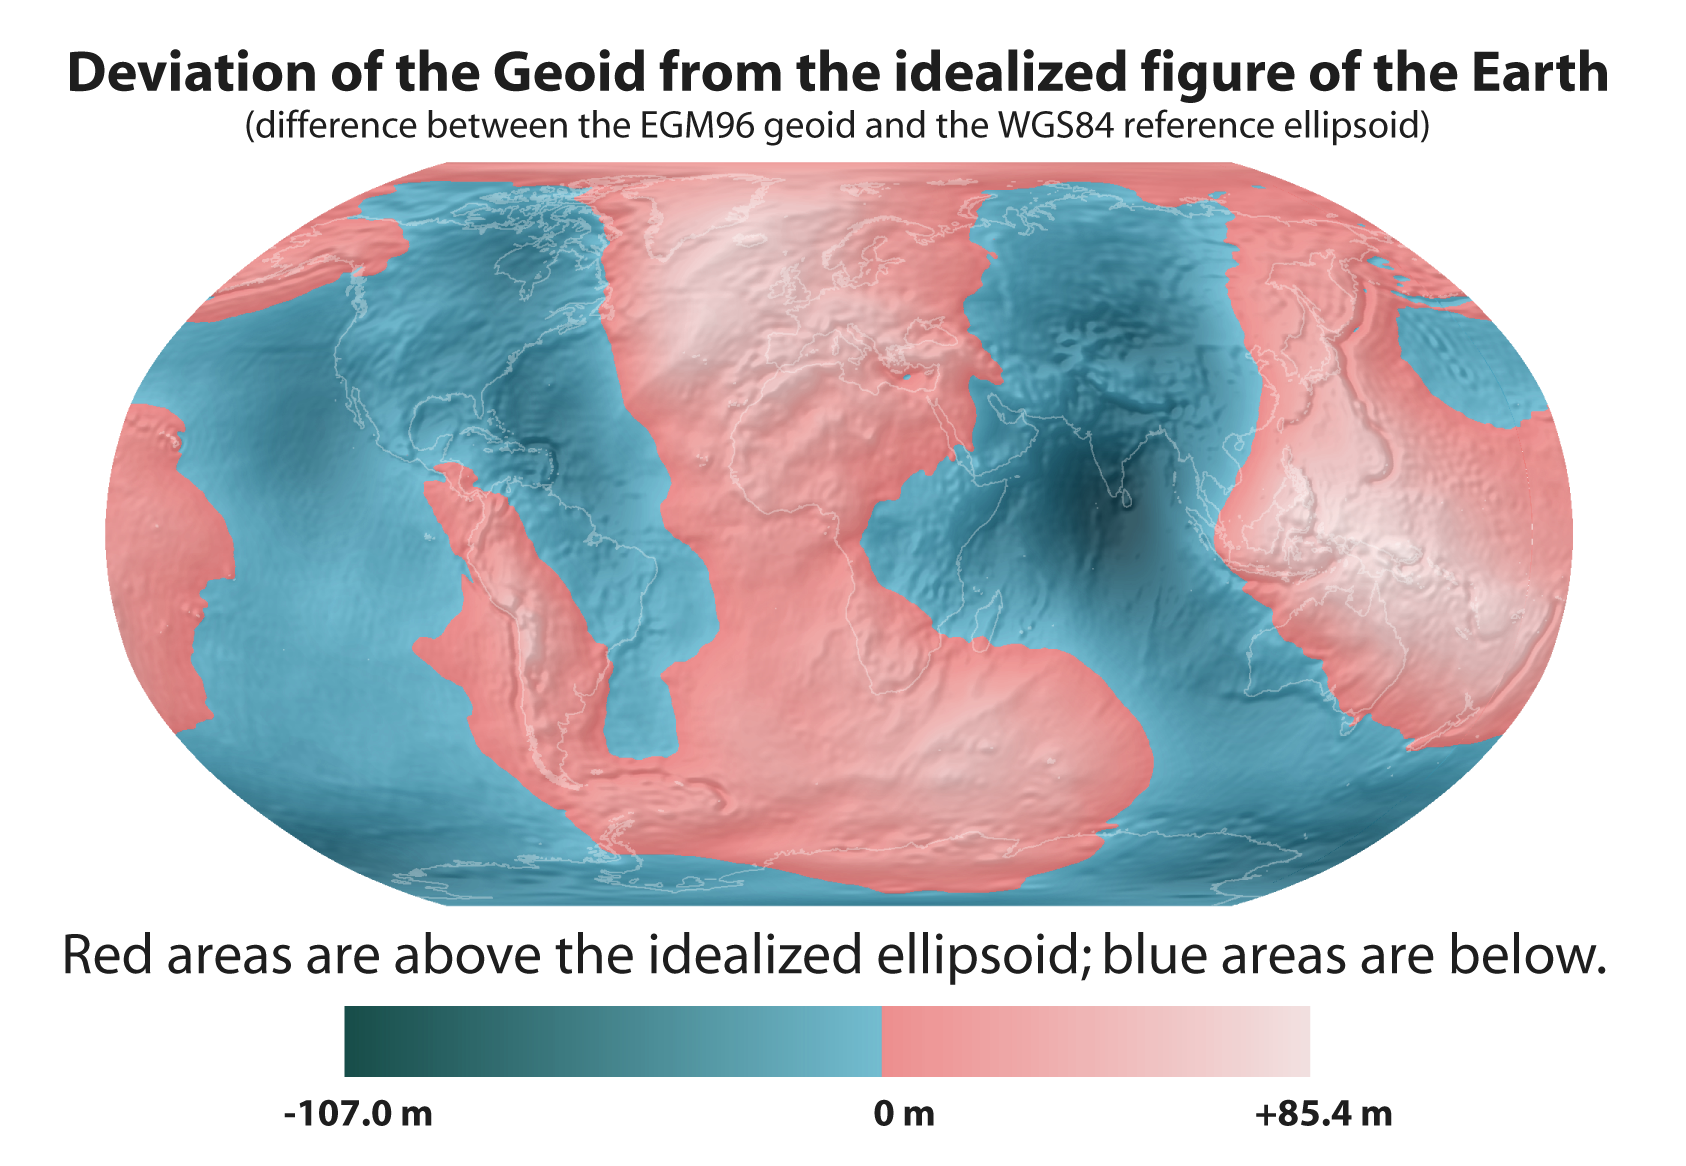 Deviation of the Geoid from the idealized figure of the Earth
(difference between the EGM96 geoid and the WGS84 reference ellipsoid)
Red areas are above the idealized ellipsoid; blue areas are below.
-107.0 m 0 m +85.4 m